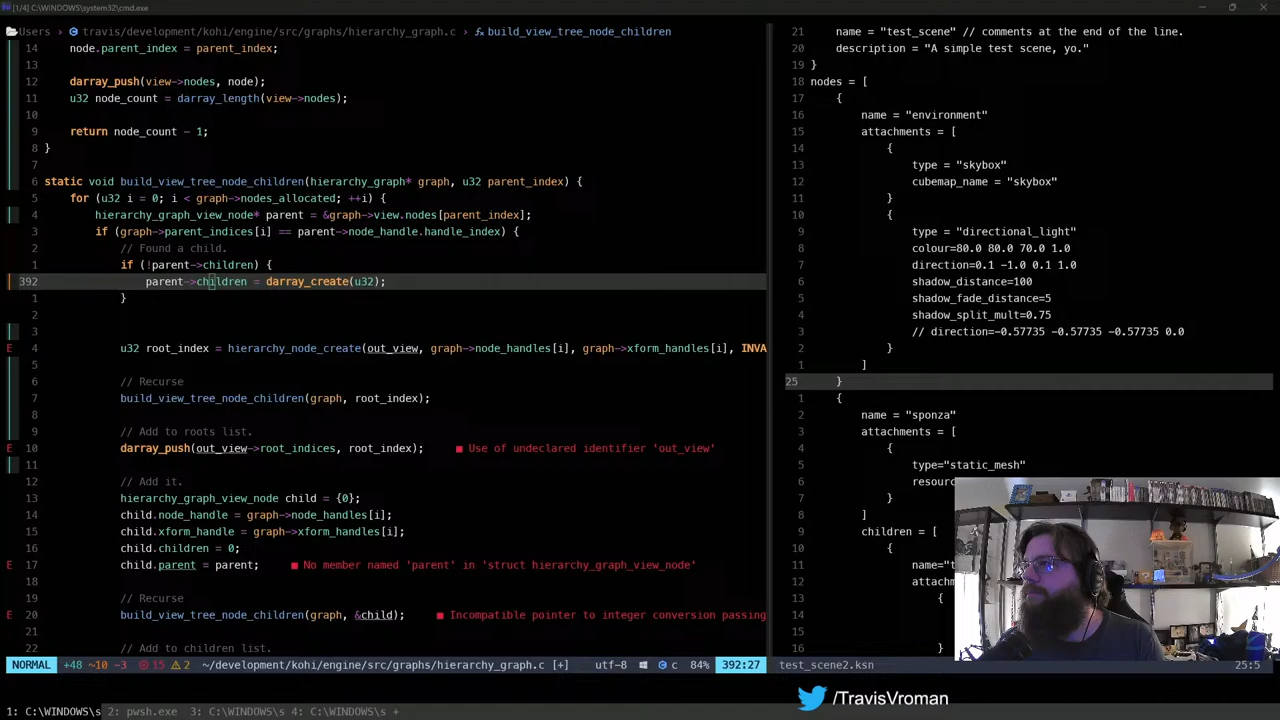 [1/4] C:\WINDOWS\system32\cmd.exe
Users › travis/development/kohi/engine/src/graphs/hierarchy_graph.c › build_view_tree_node_children
14 node.parent_index = parent_index;
13
12 darray_push(view->nodes, node);
11 u32 node_count = darray_length(view->nodes);
10
9 return node_count - 1;
8 }
7
6 static void build_view_tree_node_children(hierarchy_graph* graph, u32 parent_index) {
5 for (u32 i = 0; i < graph->nodes_allocated; ++i) {
4 hierarchy_graph_view_node* parent = &graph->view.nodes[parent_index];
3 if (graph->parent_indices[i] == parent->node_handle.handle_index) {
2 // Found a child.
1 if (!parent->children) {
392 parent->children = darray_create(u32);
1 }
2
3
E 4 u32 root_index = hierarchy_node_create(out_view, graph->node_handles[i], graph->xform_handles[i], INVA
5
6 // Recurse
7 build_view_tree_node_children(graph, root_index);
8
9 // Add to roots list.
E 10 darray_push(out_view->root_indices, root_index); ■ Use of undeclared identifier 'out_view'
11
12 // Add it.
13 hierarchy_graph_view_node child = {0};
14 child.node_handle = graph->node_handles[i];
15 child.xform_handle = graph->xform_handles[i];
16 child.children = 0;
E 17 child.parent = parent; ■ No member named 'parent' in 'struct hierarchy_graph_view_node'
18
19 // Recurse
E 20 build_view_tree_node_children(graph, &child); ■ Incompatible pointer to integer conversion passing
21
22 // Add to children list.
NORMAL +48 ~10 -3 15 2 ~/development/kohi/engine/src/graphs/hierarchy_graph.c [+] utf-8 c 84% 392:27
21 name = "test_scene" // comments at the end of the line.
20 description = "A simple test scene, yo."
19 }
18 nodes = [
17 {
16 name = "environment"
15 attachments = [
14 {
13 type = "skybox"
12 cubemap_name = "skybox"
11 }
10 {
9 type = "directional_light"
8 colour=80.0 80.0 70.0 1.0
7 direction=0.1 -1.0 0.1 1.0
6 shadow_distance=100
5 shadow_fade_distance=5
4 shadow_split_mult=0.75
3 // direction=-0.57735 -0.57735 -0.57735 0.0
2 }
1 ]
25 }
1 {
2 name = "sponza"
3 attachments = [
4 {
5 type="static_mesh"
6 resourc
7 }
8 ]
9 children = [
10 {
11 name="t
12 attachm
13 {
14
15
16 }
test_scene2.ksn 25:5
/TravisVroman
1: C:\WINDOWS\s 2: pwsh.exe 3: C:\WINDOWS\s 4: C:\WINDOWS\s +